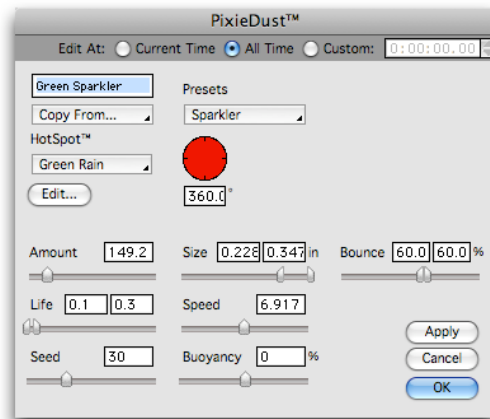 PixieDust™
Edit At: Current Time All Time Custom: 0:00:00.00
Green Sparkler
Presets
Copy From... Sparkler
HotSpot™
Green Rain
Edit... 360.0 °
Amount 149.2 Size 0.228 0.347 in Bounce 60.0 60.0 %
Life 0.1 0.3 Speed 6.917
Apply
Seed 30 Buoyancy 0 % Cancel
OK